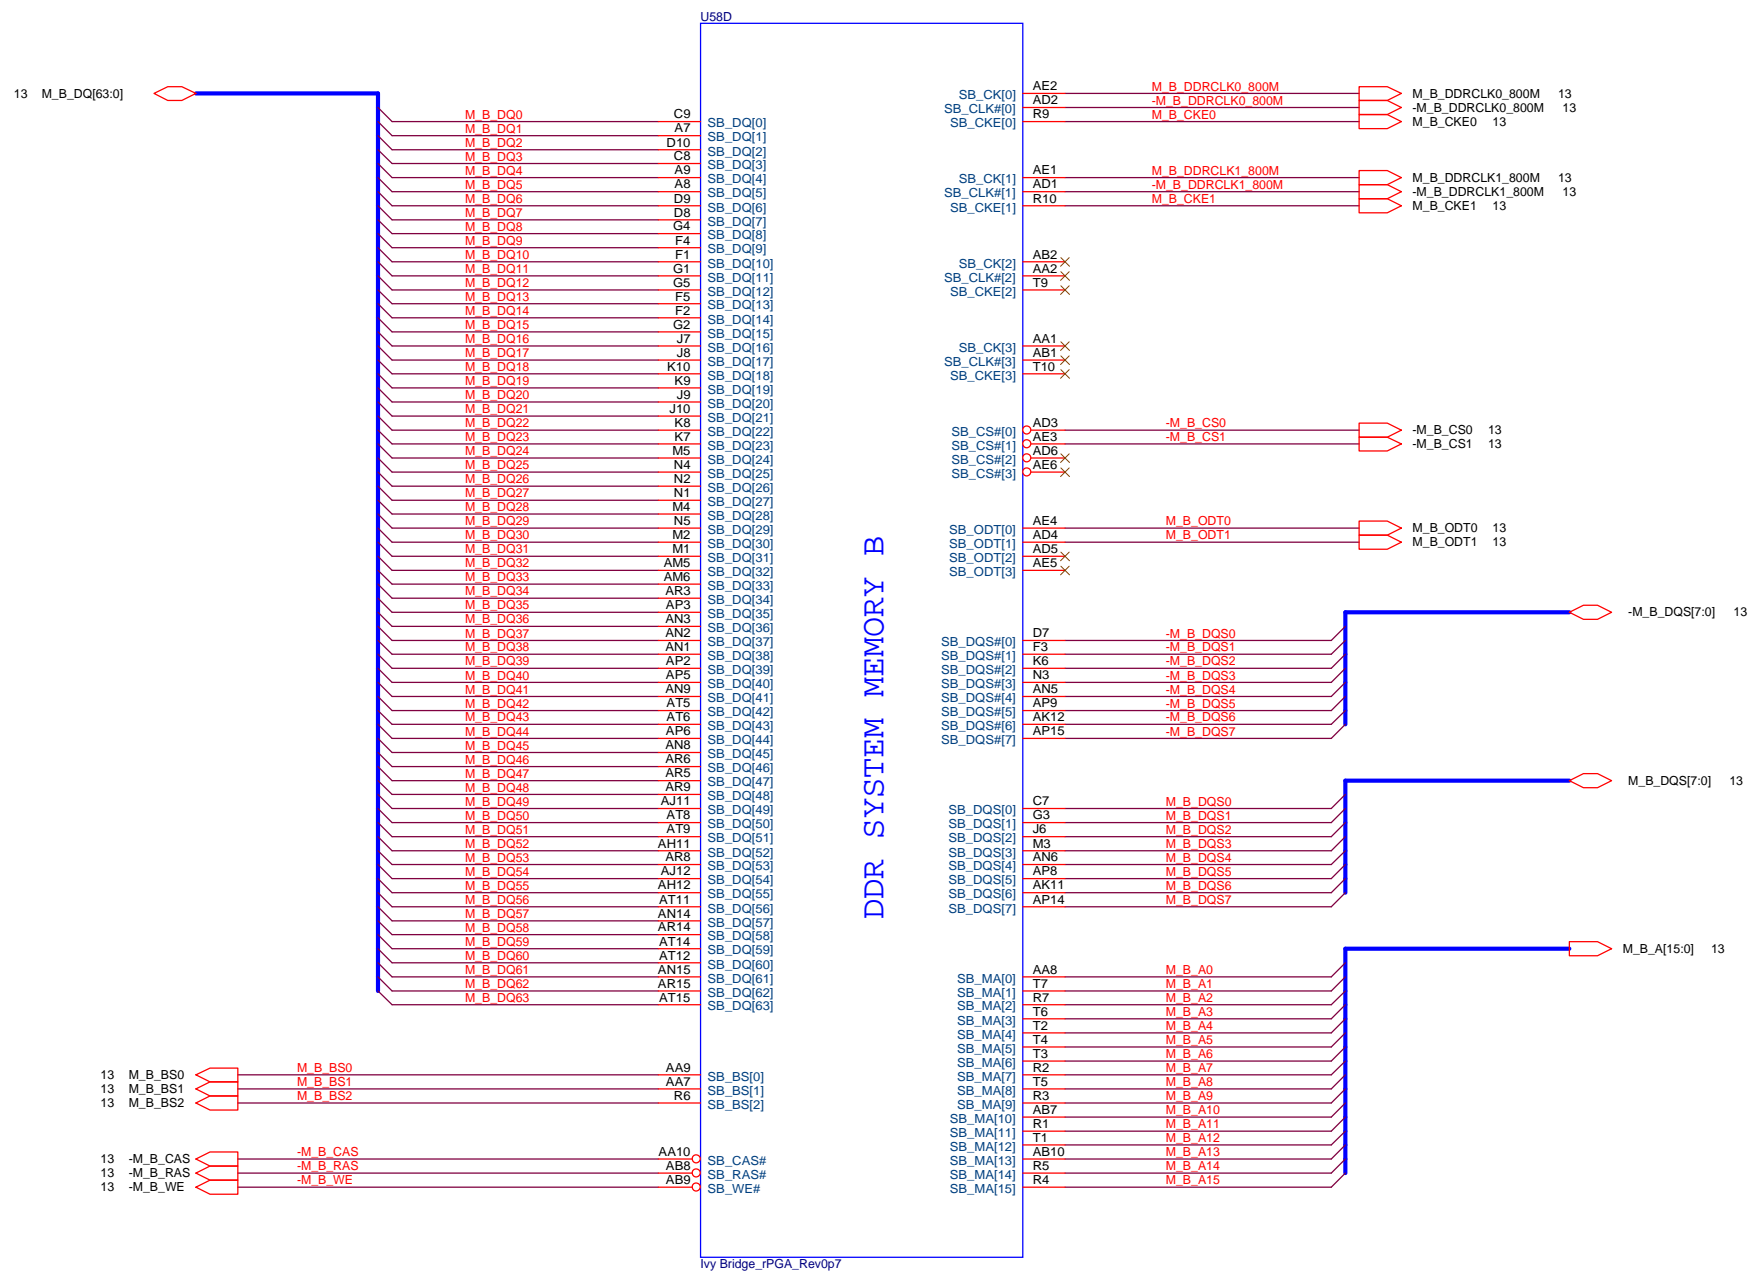 U58D
13 M_B_DQ[63:0]
M_B_DQ0 C9 SB_DQ[0]
M_B_DQ1 A7 SB_DQ[1]
M_B_DQ2 D10 SB_DQ[2]
M_B_DQ3 C8 SB_DQ[3]
M_B_DQ4 A9 SB_DQ[4]
M_B_DQ5 A8 SB_DQ[5]
M_B_DQ6 D9 SB_DQ[6]
M_B_DQ7 D8 SB_DQ[7]
M_B_DQ8 G4 SB_DQ[8]
M_B_DQ9 F4 SB_DQ[9]
M_B_DQ10 F1 SB_DQ[10]
M_B_DQ11 G1 SB_DQ[11]
M_B_DQ12 G5 SB_DQ[12]
M_B_DQ13 F5 SB_DQ[13]
M_B_DQ14 F2 SB_DQ[14]
M_B_DQ15 G2 SB_DQ[15]
M_B_DQ16 J7 SB_DQ[16]
M_B_DQ17 J8 SB_DQ[17]
M_B_DQ18 K10 SB_DQ[18]
M_B_DQ19 K9 SB_DQ[19]
M_B_DQ20 J9 SB_DQ[20]
M_B_DQ21 J10 SB_DQ[21]
M_B_DQ22 K8 SB_DQ[22]
M_B_DQ23 K7 SB_DQ[23]
M_B_DQ24 M5 SB_DQ[24]
M_B_DQ25 N4 SB_DQ[25]
M_B_DQ26 N2 SB_DQ[26]
M_B_DQ27 N1 SB_DQ[27]
M_B_DQ28 M4 SB_DQ[28]
M_B_DQ29 N5 SB_DQ[29]
M_B_DQ30 M2 SB_DQ[30]
M_B_DQ31 M1 SB_DQ[31]
M_B_DQ32 AM5 SB_DQ[32]
M_B_DQ33 AM6 SB_DQ[33]
M_B_DQ34 AR3 SB_DQ[34]
M_B_DQ35 AP3 SB_DQ[35]
M_B_DQ36 AN3 SB_DQ[36]
M_B_DQ37 AN2 SB_DQ[37]
M_B_DQ38 AN1 SB_DQ[38]
M_B_DQ39 AP2 SB_DQ[39]
M_B_DQ40 AP5 SB_DQ[40]
M_B_DQ41 AN9 SB_DQ[41]
M_B_DQ42 AT5 SB_DQ[42]
M_B_DQ43 AT6 SB_DQ[43]
M_B_DQ44 AP6 SB_DQ[44]
M_B_DQ45 AN8 SB_DQ[45]
M_B_DQ46 AR6 SB_DQ[46]
M_B_DQ47 AR5 SB_DQ[47]
M_B_DQ48 AR9 SB_DQ[48]
M_B_DQ49 AJ11 SB_DQ[49]
M_B_DQ50 AT8 SB_DQ[50]
M_B_DQ51 AT9 SB_DQ[51]
M_B_DQ52 AH11 SB_DQ[52]
M_B_DQ53 AR8 SB_DQ[53]
M_B_DQ54 AJ12 SB_DQ[54]
M_B_DQ55 AH12 SB_DQ[55]
M_B_DQ56 AT11 SB_DQ[56]
M_B_DQ57 AN14 SB_DQ[57]
M_B_DQ58 AR14 SB_DQ[58]
M_B_DQ59 AT14 SB_DQ[59]
M_B_DQ60 AT12 SB_DQ[60]
M_B_DQ61 AN15 SB_DQ[61]
M_B_DQ62 AR15 SB_DQ[62]
M_B_DQ63 AT15 SB_DQ[63]
13 M_B_BS0 M_B_BS0 AA9 SB_BS[0]
13 M_B_BS1 M_B_BS1 AA7 SB_BS[1]
13 M_B_BS2 M_B_BS2 R6 SB_BS[2]
13 -M_B_CAS -M_B_CAS AA10 SB_CAS#
13 -M_B_RAS -M_B_RAS AB8 SB_RAS#
13 -M_B_WE -M_B_WE AB9 SB_WE#
DDR SYSTEM MEMORY B
SB_CK[0] AE2 M_B_DDRCLK0_800M M_B_DDRCLK0_800M 13
SB_CLK#[0] AD2 -M_B_DDRCLK0_800M -M_B_DDRCLK0_800M 13
SB_CKE[0] R9 M_B_CKE0 M_B_CKE0 13
SB_CK[1] AE1 M_B_DDRCLK1_800M M_B_DDRCLK1_800M 13
SB_CLK#[1] AD1 -M_B_DDRCLK1_800M -M_B_DDRCLK1_800M 13
SB_CKE[1] R10 M_B_CKE1 M_B_CKE1 13
SB_CK[2] AB2
SB_CLK#[2] AA2
SB_CKE[2] T9
SB_CK[3] AA1
SB_CLK#[3] AB1
SB_CKE[3] T10
SB_CS#[0] AD3 -M_B_CS0 -M_B_CS0 13
SB_CS#[1] AE3 -M_B_CS1 -M_B_CS1 13
SB_CS#[2] AD6
SB_CS#[3] AE6
SB_ODT[0] AE4 M_B_ODT0 M_B_ODT0 13
SB_ODT[1] AD4 M_B_ODT1 M_B_ODT1 13
SB_ODT[2] AD5
SB_ODT[3] AE5
-M_B_DQS[7:0] 13
SB_DQS#[0] D7 -M_B_DQS0
SB_DQS#[1] F3 -M_B_DQS1
SB_DQS#[2] K6 -M_B_DQS2
SB_DQS#[3] N3 -M_B_DQS3
SB_DQS#[4] AN5 -M_B_DQS4
SB_DQS#[5] AP9 -M_B_DQS5
SB_DQS#[6] AK12 -M_B_DQS6
SB_DQS#[7] AP15 -M_B_DQS7
M_B_DQS[7:0] 13
SB_DQS[0] C7 M_B_DQS0
SB_DQS[1] G3 M_B_DQS1
SB_DQS[2] J6 M_B_DQS2
SB_DQS[3] M3 M_B_DQS3
SB_DQS[4] AN6 M_B_DQS4
SB_DQS[5] AP8 M_B_DQS5
SB_DQS[6] AK11 M_B_DQS6
SB_DQS[7] AP14 M_B_DQS7
M_B_A[15:0] 13
SB_MA[0] AA8 M_B_A0
SB_MA[1] T7 M_B_A1
SB_MA[2] R7 M_B_A2
SB_MA[3] T6 M_B_A3
SB_MA[4] T2 M_B_A4
SB_MA[5] T4 M_B_A5
SB_MA[6] T3 M_B_A6
SB_MA[7] R2 M_B_A7
SB_MA[8] T5 M_B_A8
SB_MA[9] R3 M_B_A9
SB_MA[10] AB7 M_B_A10
SB_MA[11] R1 M_B_A11
SB_MA[12] T1 M_B_A12
SB_MA[13] AB10 M_B_A13
SB_MA[14] R5 M_B_A14
SB_MA[15] R4 M_B_A15
Ivy Bridge_rPGA_Rev0p7